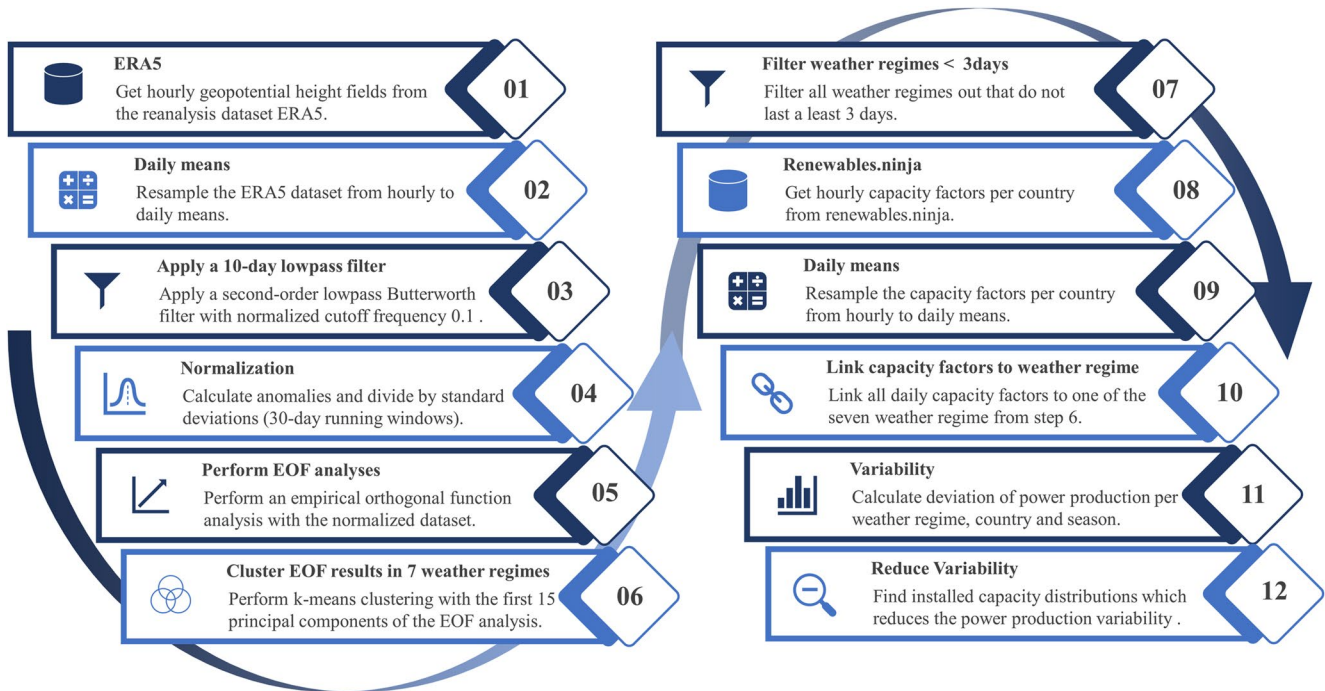 ERA5
Get hourly geopotential height fields from
the reanalysis dataset ERA5.
01
Daily means
Resample the ERA5 dataset from hourly to
daily means.
02
Apply a 10-day lowpass filter
Apply a second-order lowpass Butterworth
filter with normalized cutoff frequency 0.1 .
03
Normalization
Calculate anomalies and divide by standard
deviations (30-day running windows).
04
Perform EOF analyses
Perform an empirical orthogonal function
analysis with the normalized dataset.
05
Cluster EOF results in 7 weather regimes
Perform k-means clustering with the first 15
principal components of the EOF analysis.
06
Filter weather regimes < 3days
Filter all weather regimes out that do not
last a least 3 days.
07
Renewables.ninja
Get hourly capacity factors per country
from renewables.ninja.
08
Daily means
Resample the capacity factors per country
from hourly to daily means.
09
Link capacity factors to weather regime
Link all daily capacity factors to one of the
seven weather regime from step 6.
10
Variability
Calculate deviation of power production per
weather regime, country and season.
11
Reduce Variability
Find installed capacity distributions which
reduces the power production variability .
12